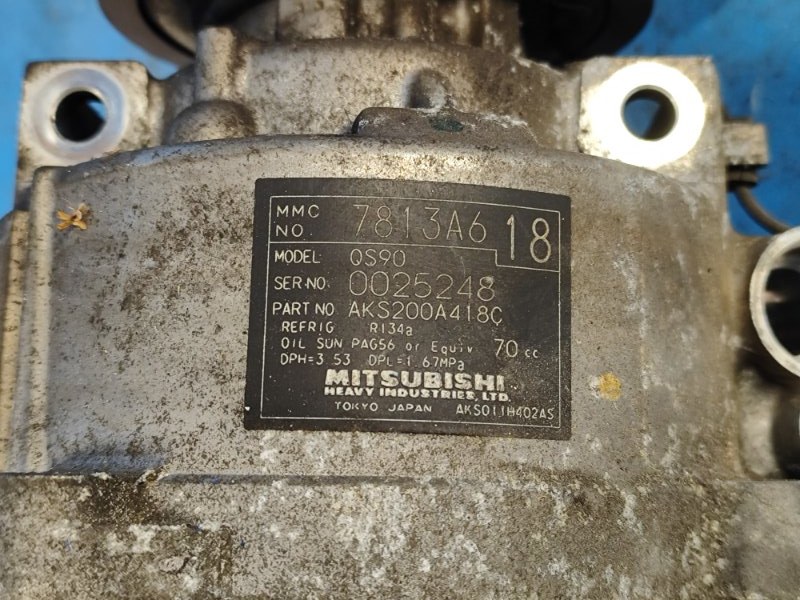 MMC NO. 7813A6 18
MODEL QS90
SER·NO. 0025248
PART NO. AKS200A418C
REFRIG R134a
OIL SUN PAG56 or Equiv 70 cc
DPH=3 53 DPL=1 67MPa
MITSUBISHI
HEAVY INDUSTRIES, LTD.
TOKYO JAPAN AKS011H402AS